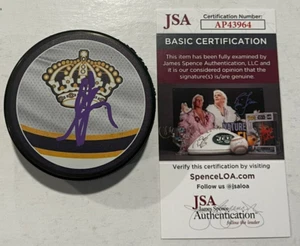 JSA
Certification Number:
AP43964
BASIC CERTIFICATION
This item has been fully examined by
James Spence Authentication, LLC and
it is our considered opinion that the
signature(s) is/are genuine.
Verify this certification by visiting
SpenceLOA.com
Follow us @jsaloa
JSA
James Spence
Authentication